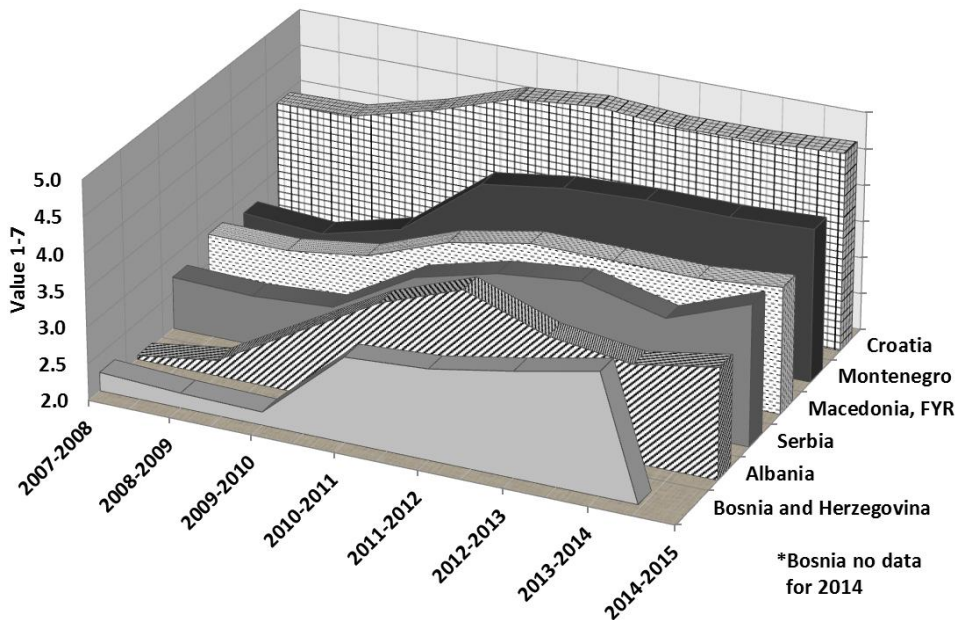 5.0
4.5
4.0
3.5
3.0
2.5
2.0
Value 1-7
2007-2008
2008-2009
2009-2010
2010-2011
2011-2012
2012-2013
2013-2014
2014-2015
Croatia
Montenegro
Macedonia, FYR
Serbia
Albania
Bosnia and Herzegovina
*Bosnia no data
for 2014